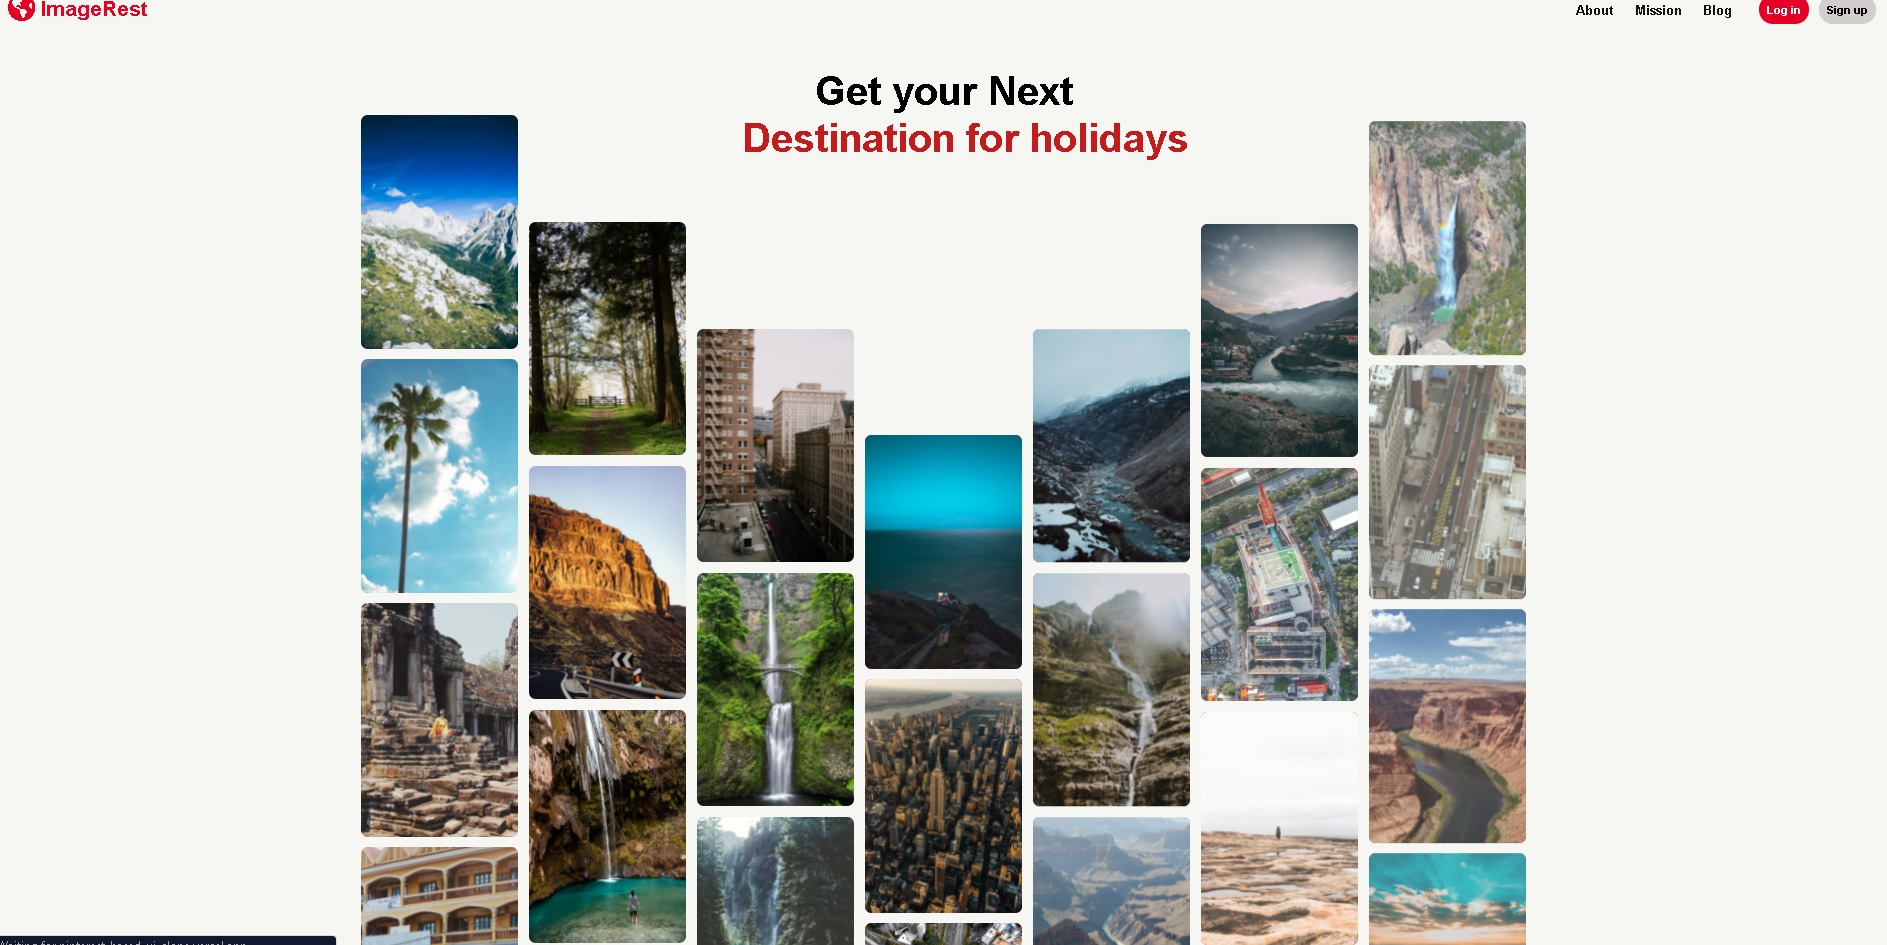 ImageRest
About Mission Blog Log in Sign up
Get your Next
Destination for holidays